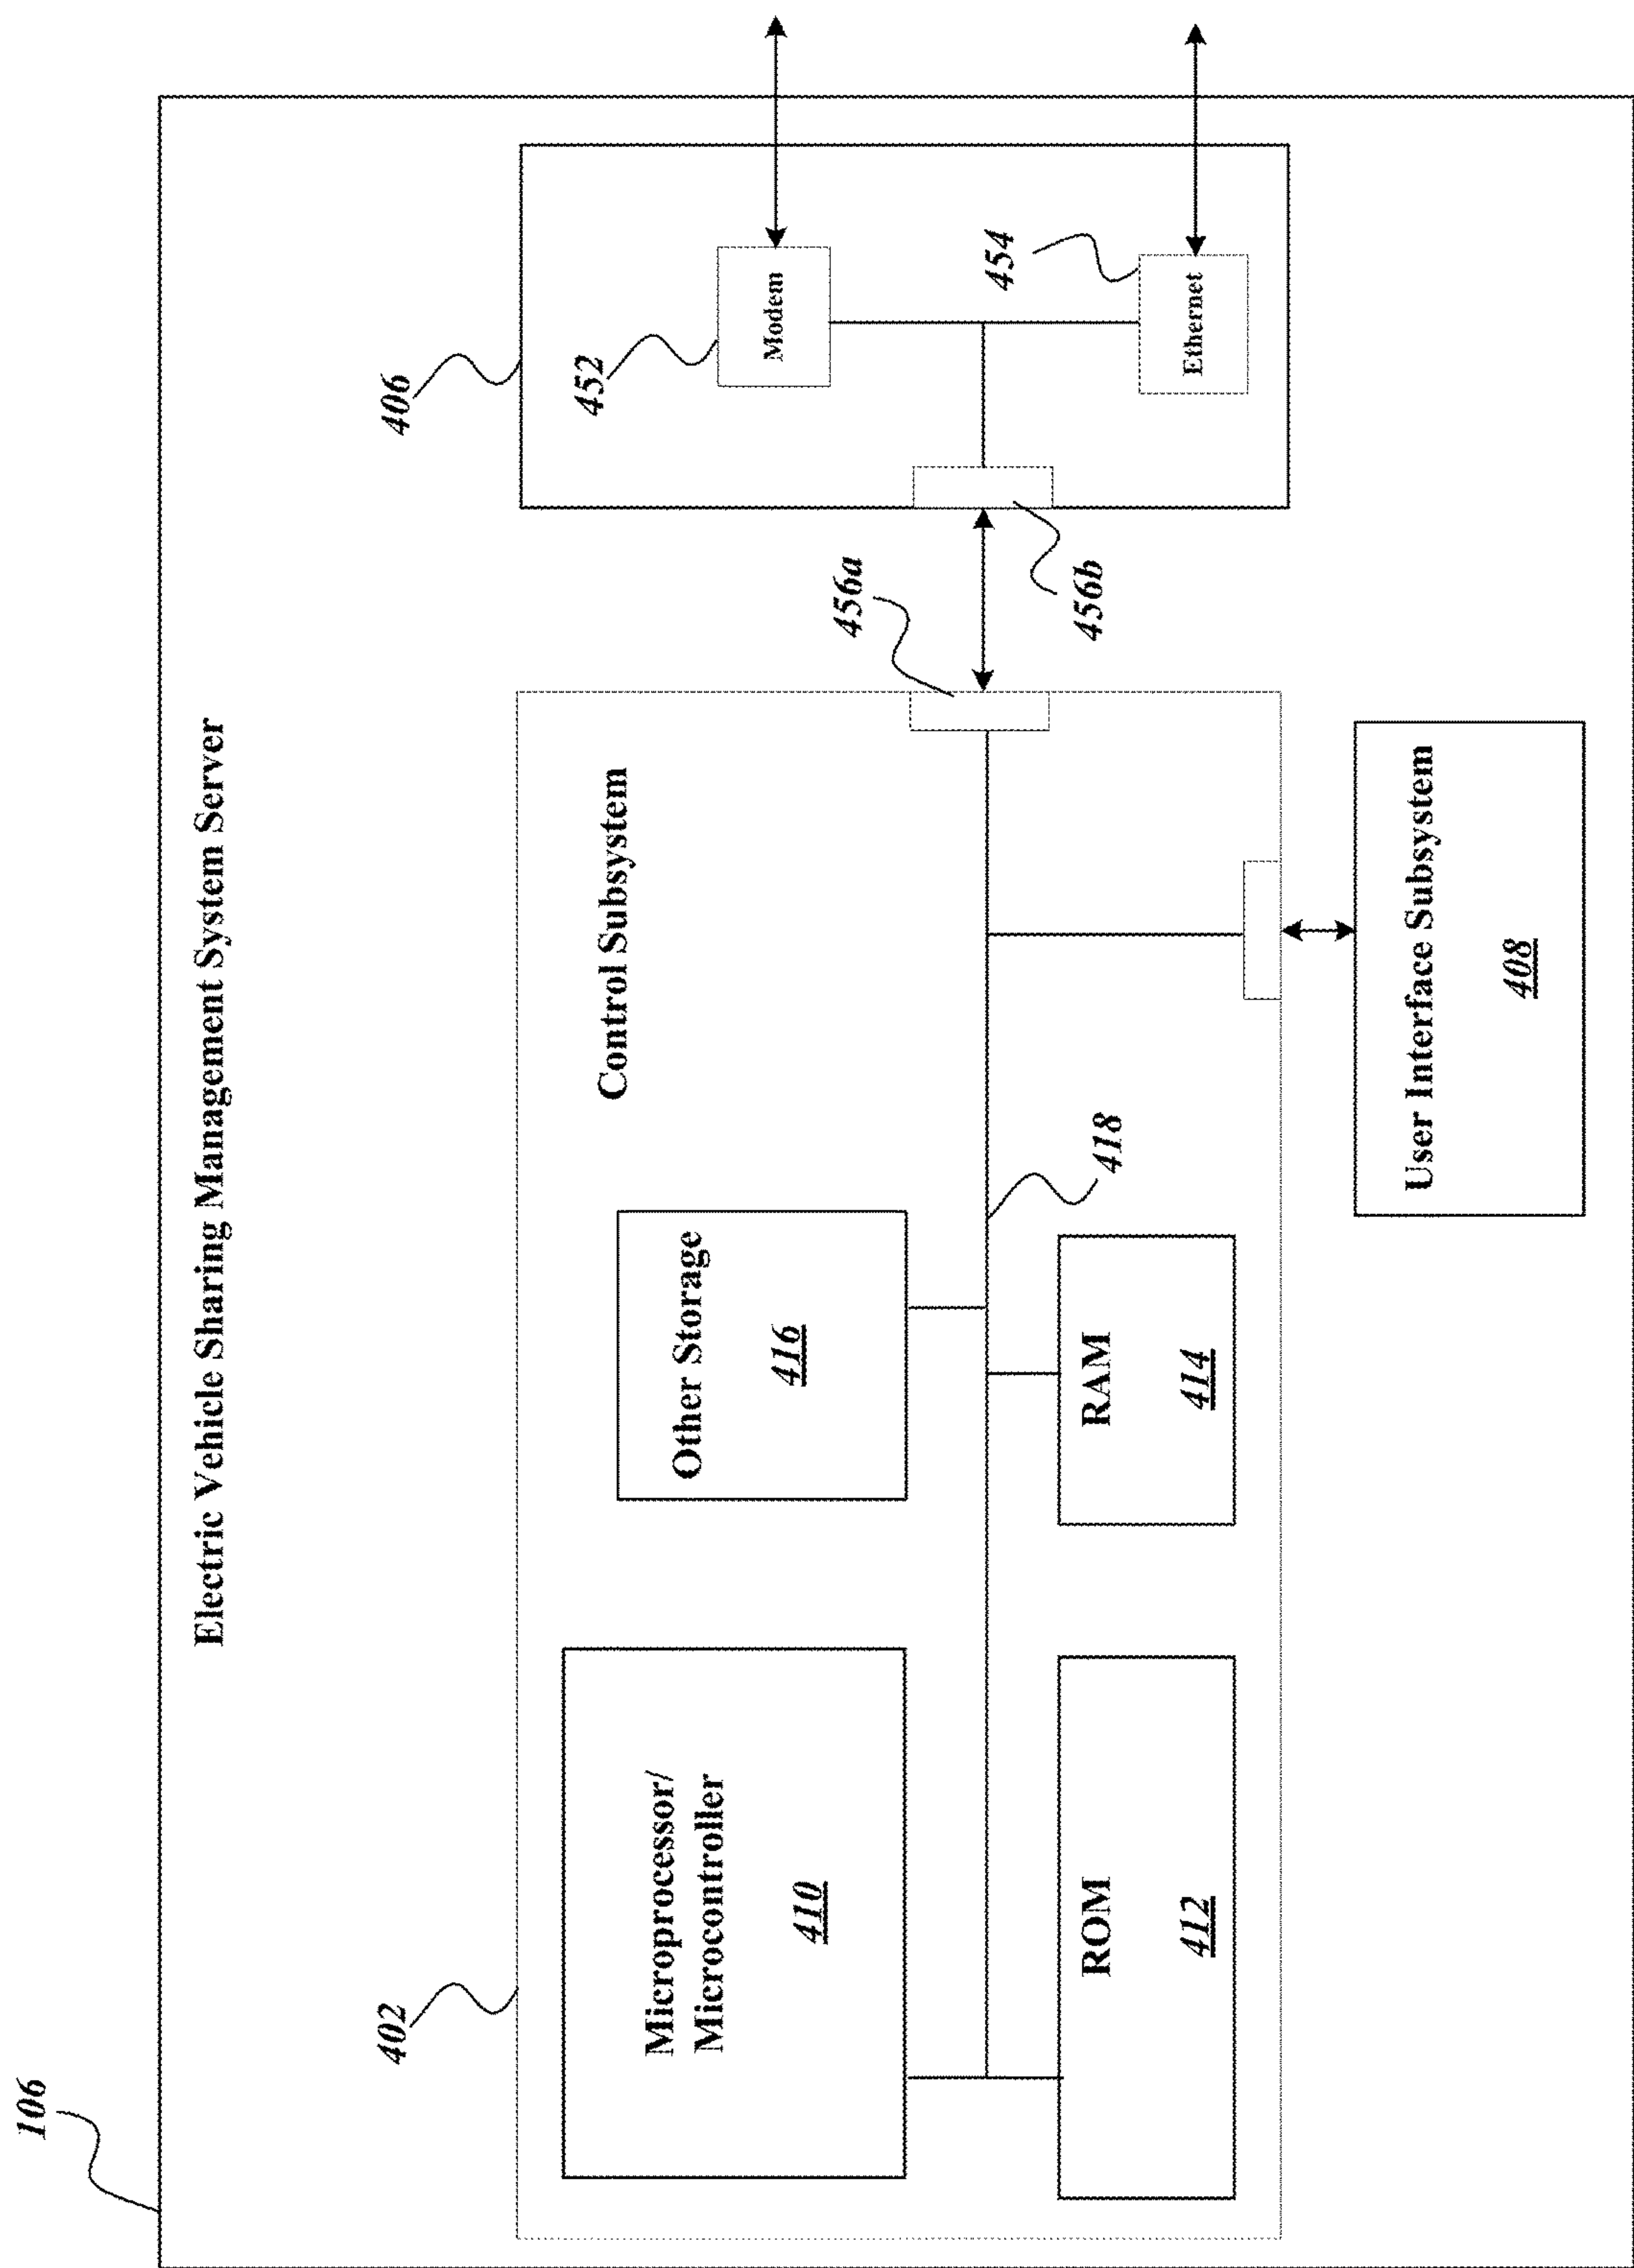 106
Electric Vehicle Sharing Management System Server
402
Control Subsystem
Microprocessor/
Microcontroller
410
Other Storage
416
ROM
412
RAM
414
418
456a
456b
406
452
Modem
454
Ethernet
User Interface Subsystem
408